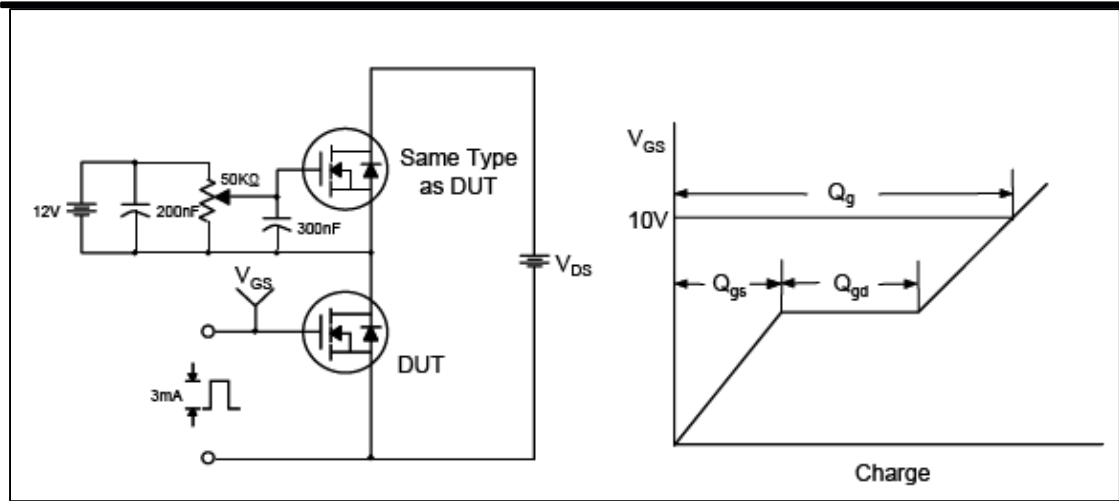 Same Type
as DUT
50KΩ
12V
200nF
300nF
V_GS
V_DS
DUT
3mA
V_GS
Q_g
10V
Q_gs
Q_gd
Charge